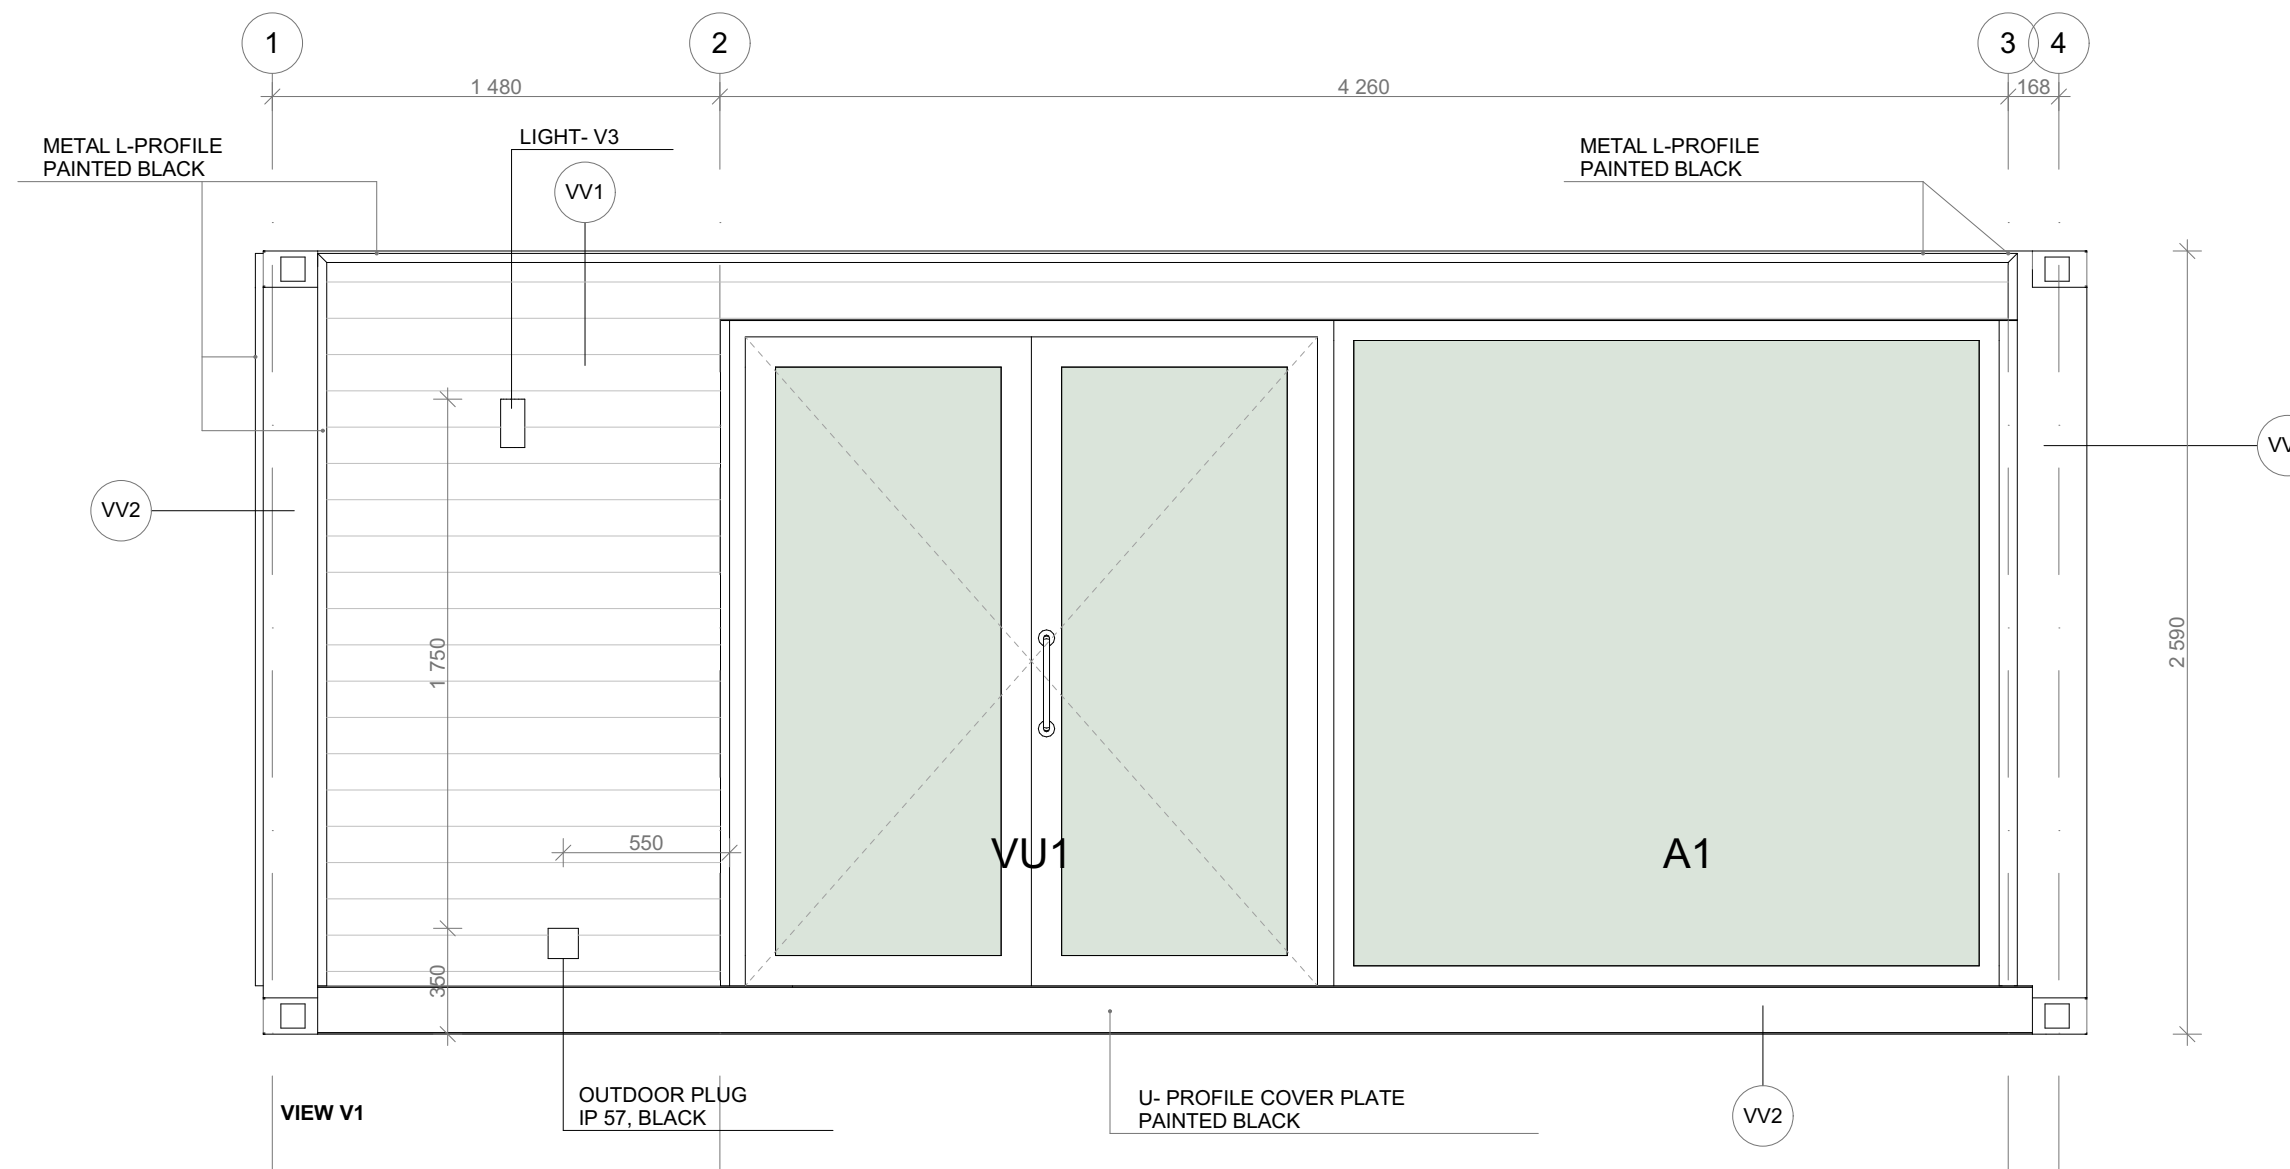 1
2
3
4
1 480
4 260
168
METAL L-PROFILE
PAINTED BLACK
LIGHT- V3
METAL L-PROFILE
PAINTED BLACK
VV1
VV2
1 750
2 590
550
VU1
A1
350
OUTDOOR PLUG
IP 57, BLACK
U- PROFILE COVER PLATE
PAINTED BLACK
VIEW V1
VV2